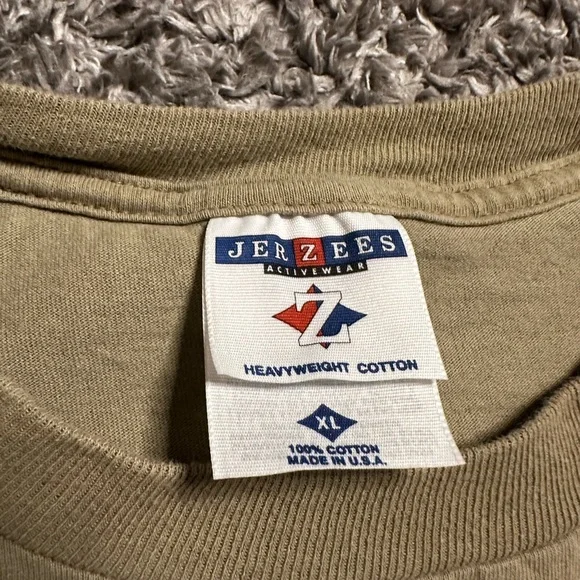 JERZEES
ACTIVEWEAR
Z
HEAVYWEIGHT COTTON
XL
100% COTTON
MADE IN U.S.A.